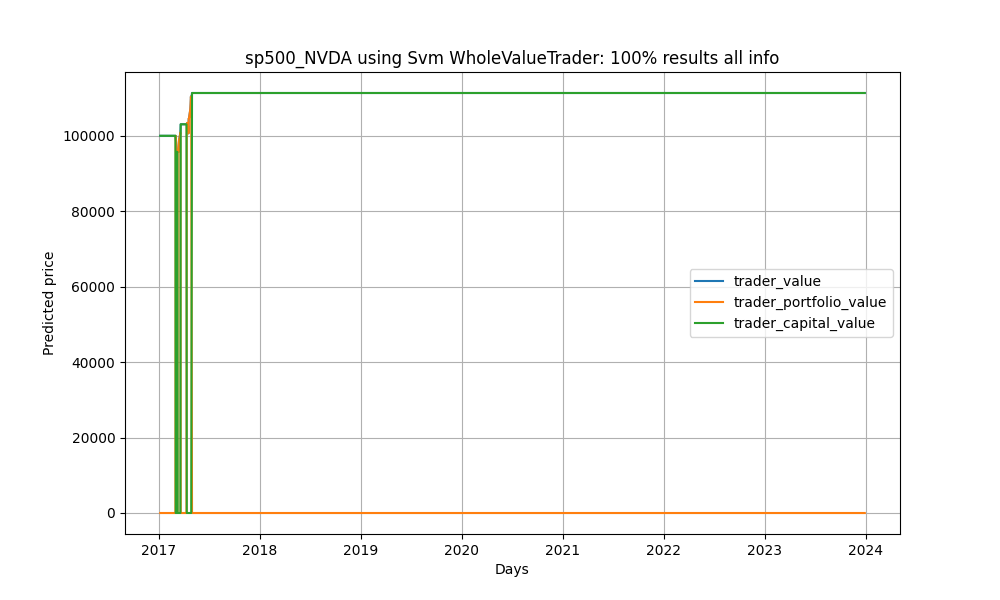 sp500_NVDA using Svm WholeValueTrader: 100% results all info
Predicted price
100000
80000
60000
40000
20000
0
trader_value
trader_portfolio_value
trader_capital_value
2017 2018 2019 2020 2021 2022 2023 2024
Days